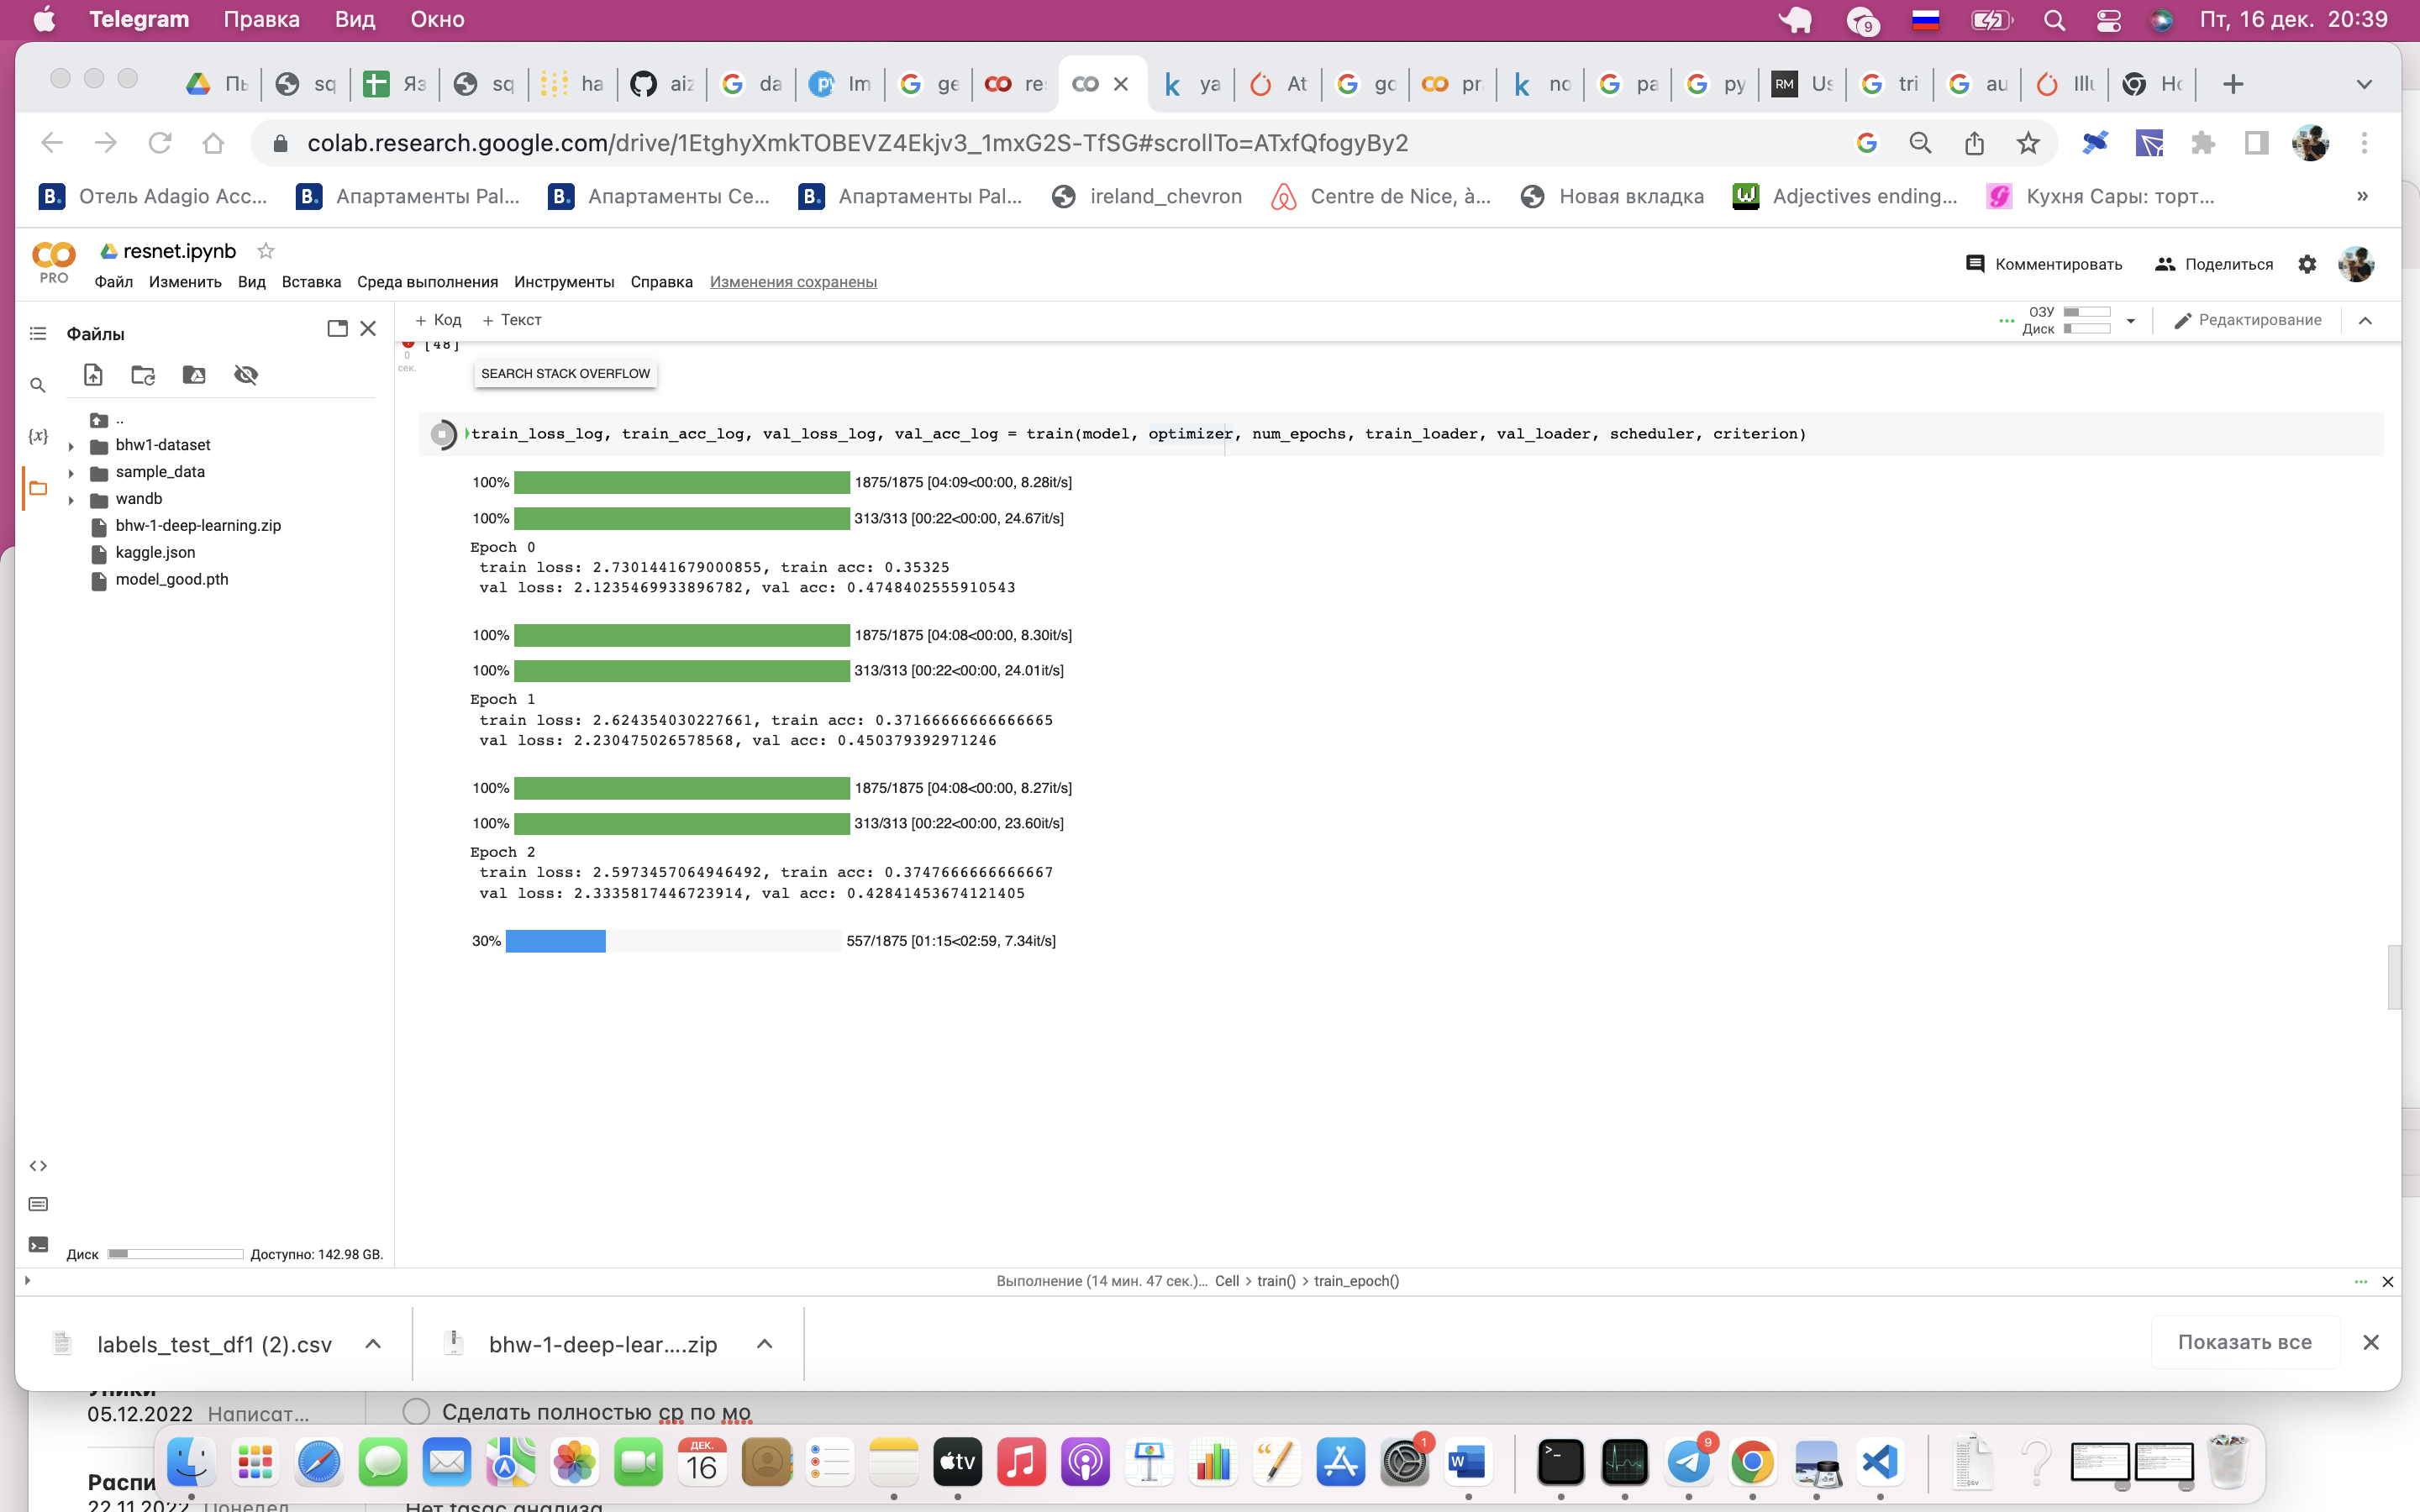 Telegram Правка Вид Окно 9 Пт, 16 дек. 20:39
Пь sq Яз sq ha aiz da Im ge re k ya At gc pr k nc pa py RM Us tri au Illu Hc
colab.research.google.com/drive/1EtghyXmkTOBEVZ4Ekjv3_1mxG2S-TfSG#scrollTo=ATxfQfogyBy2
B. Отель Adagio Acc... B. Апартаменты Pal... B. Апартаменты Се... B. Апартаменты Pal... ireland_chevron Centre de Nice, à... Новая вкладка Adjectives ending... Кухня Сары: торт... »
PRO resnet.ipynb
Файл Изменить Вид Вставка Среда выполнения Инструменты Справка Изменения сохранены
Комментировать Поделиться
Файлы
+ Код + Текст
ОЗУ
Диск
Редактирование
[48]
0
сек.
SEARCH STACK OVERFLOW
..
bhw1-dataset
sample_data
wandb
bhw-1-deep-learning.zip
kaggle.json
model_good.pth
{x}
train_loss_log, train_acc_log, val_loss_log, val_acc_log = train(model, optimizer, num_epochs, train_loader, val_loader, scheduler, criterion)
100% 1875/1875 [04:09<00:00, 8.28it/s]
100% 313/313 [00:22<00:00, 24.67it/s]
Epoch 0
train loss: 2.7301441679000855, train acc: 0.35325
val loss: 2.1235469933896782, val acc: 0.4748402555910543
100% 1875/1875 [04:08<00:00, 8.30it/s]
100% 313/313 [00:22<00:00, 24.01it/s]
Epoch 1
train loss: 2.624354030227661, train acc: 0.37166666666666665
val loss: 2.230475026578568, val acc: 0.450379392971246
100% 1875/1875 [04:08<00:00, 8.27it/s]
100% 313/313 [00:22<00:00, 23.60it/s]
Epoch 2
train loss: 2.5973457064946492, train acc: 0.3747666666666667
val loss: 2.3335817446723914, val acc: 0.42841453674121405
30% 557/1875 [01:15<02:59, 7.34it/s]
Диск Доступно: 142.98 GB.
Выполнение (14 мин. 47 сек.)... Cell > train() > train_epoch()
labels_test_df1 (2).csv bhw-1-deep-lear....zip Показать все
05.12.2022 Написат...
Сделать полностью ср по мо
ДЕК.
16
tv
1
W
9
Распи
22.11.2022 Понедел